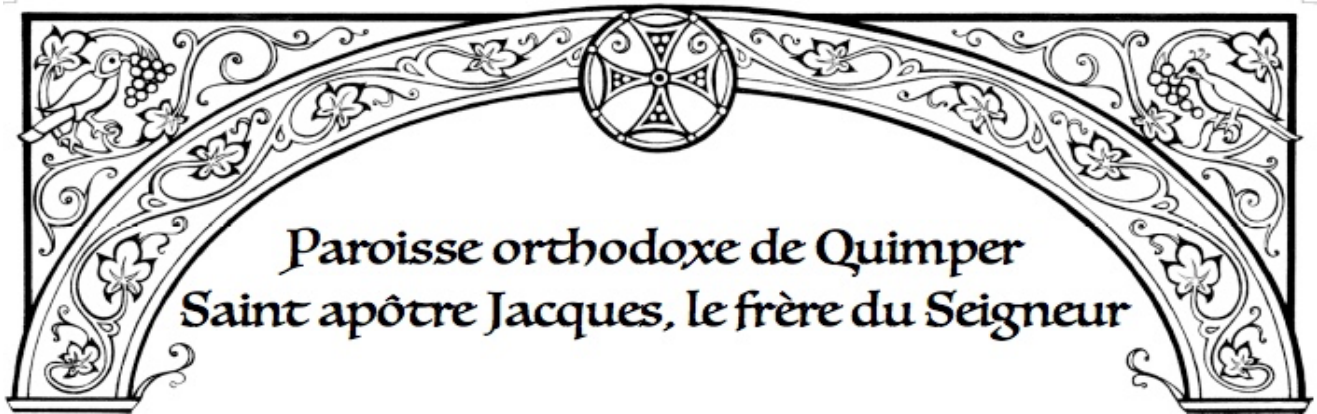 Paroisse orthodoxe de Quimper
Saint apôtre Jacques, le frère du Seigneur